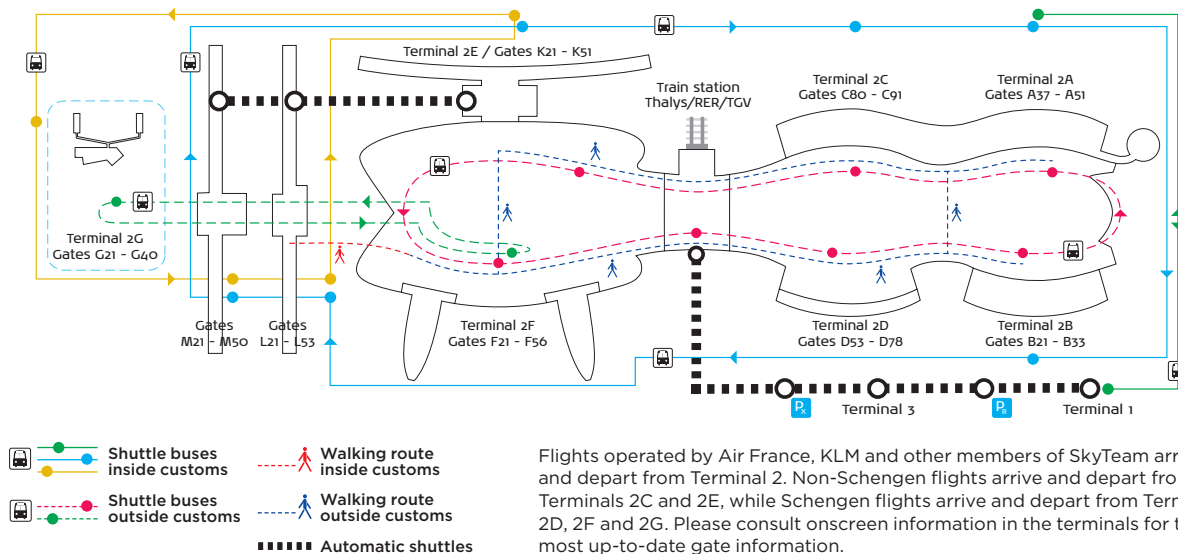 Terminal 2E / Gates K21 - K51
Train station
Thalys/RER/TGV
Terminal 2C
Gates C80 - C91
Terminal 2A
Gates A37 - A51
Terminal 2G
Gates G21 - G40
Gates
M21 - M50
Gates
L21 - L53
Terminal 2F
Gates F21 - F56
Terminal 2D
Gates D53 - D78
Terminal 2B
Gates B21 - B33
PX
Terminal 3
PR
Terminal 1
Shuttle buses
inside customs
Walking route
inside customs
Shuttle buses
outside customs
Walking route
outside customs
Automatic shuttles
Flights operated by Air France, KLM and other members of SkyTeam arr
and depart from Terminal 2. Non-Schengen flights arrive and depart fro
Terminals 2C and 2E, while Schengen flights arrive and depart from Tern
2D, 2F and 2G. Please consult onscreen information in the terminals for t
most up-to-date gate information.